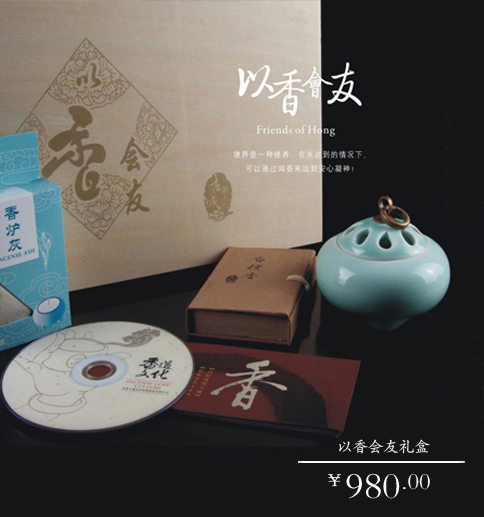 以香會友
Friends of Hong
境界是一种修养，在未达到的情况下，
可以通过闻香来达到安心凝神！
以
香
会
友
香炉灰
INCENSE ASH
香道
文化
香
以香会友礼盒
￥980.00